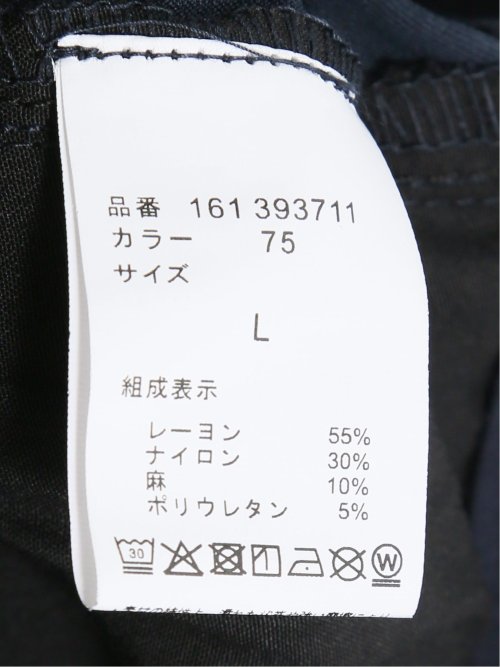 品番 161 393711
カラー 75
サイズ
L
組成表示
レーヨン 55%
ナイロン 30%
麻 10%
ポリウレタン 5%
30 W